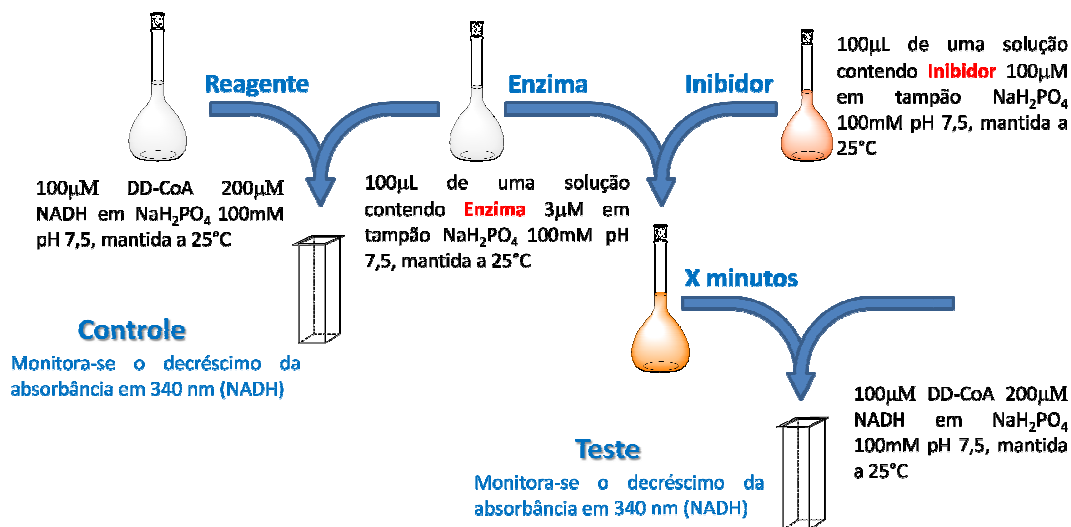 Reagente
Enzima
Inibidor
100µL de uma solução
contendo Inibidor 100µM
em tampão NaH₂PO₄
100mM pH 7,5, mantida a
25°C
100µM DD-CoA 200µM
NADH em NaH₂PO₄ 100mM
pH 7,5, mantida a 25°C
100µL de uma solução
contendo Enzima 3µM em
tampão NaH₂PO₄ 100mM pH
7,5, mantida a 25°C
X minutos
Controle
Monitora-se o decréscimo da
absorbância em 340 nm (NADH)
100µM DD-CoA 200µM
NADH em NaH₂PO₄
100mM pH 7,5, mantida
a 25°C
Teste
Monitora-se o decréscimo da
absorbância em 340 nm (NADH)